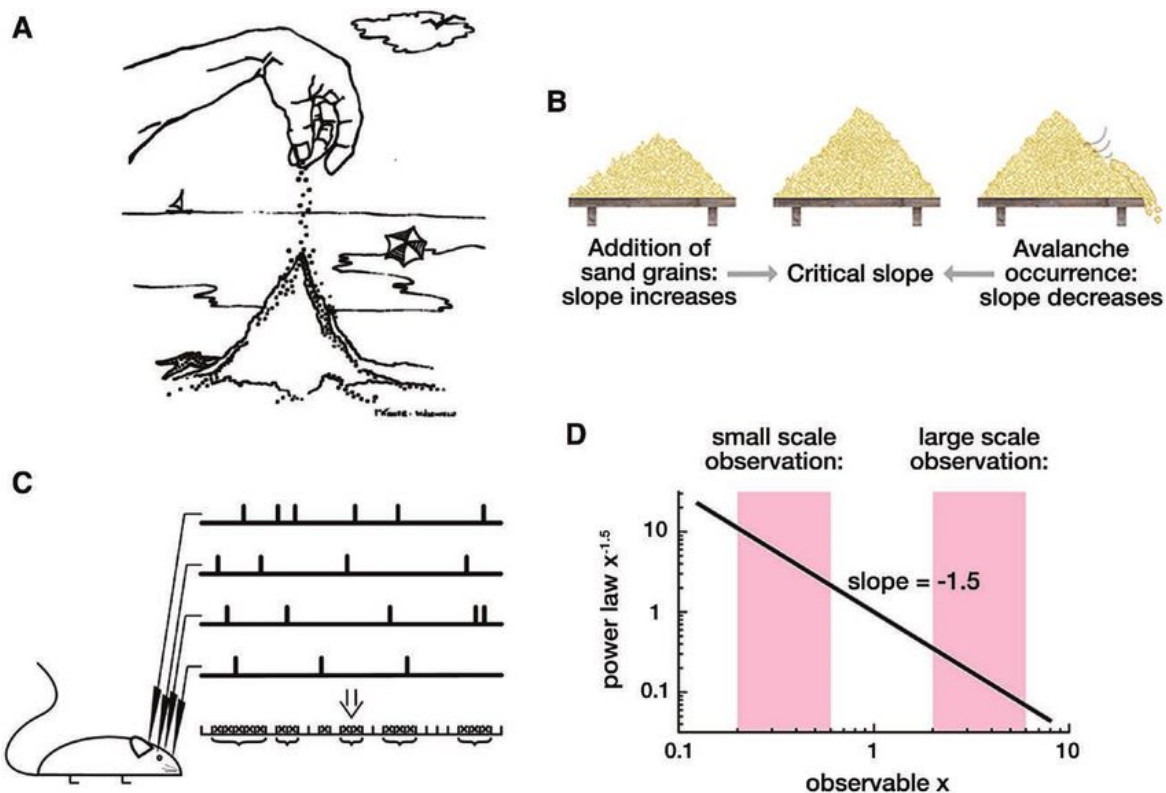 A
B
Addition of
sand grains:
slope increases
Critical slope
Avalanche
occurrence:
slope decreases
C
D
small scale
observation:
large scale
observation:
power law x^-1.5
10
1
0.1
slope = -1.5
0.1
1
10
observable x